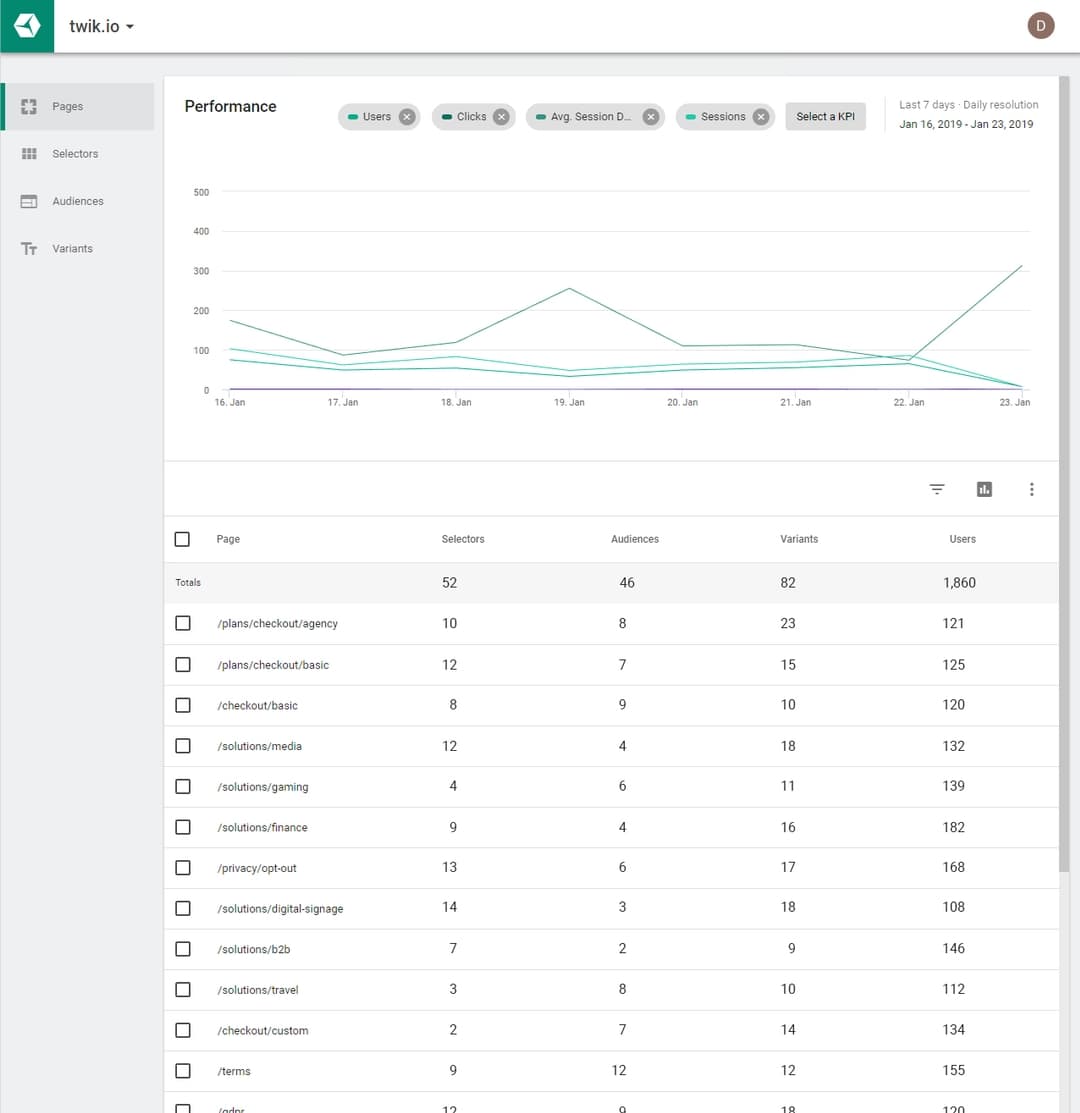 twik.io
D
Pages
Selectors
Audiences
Variants
Performance
Users
Clicks
Avg. Session D...
Sessions
Select a KPI
Last 7 days · Daily resolution
Jan 16, 2019 - Jan 23, 2019
500
400
300
200
100
0
16. Jan 17. Jan 18. Jan 19. Jan 20. Jan 21. Jan 22. Jan 23. Jan
Page Selectors Audiences Variants Users
Totals 52 46 82 1,860
/plans/checkout/agency 10 8 23 121
/plans/checkout/basic 12 7 15 125
/checkout/basic 8 9 10 120
/solutions/media 12 4 18 132
/solutions/gaming 4 6 11 139
/solutions/finance 9 4 16 182
/privacy/opt-out 13 6 17 168
/solutions/digital-signage 14 3 18 108
/solutions/b2b 7 2 9 146
/solutions/travel 3 8 10 112
/checkout/custom 2 7 14 134
/terms 9 12 12 155
/gdpr 12 9 18 120